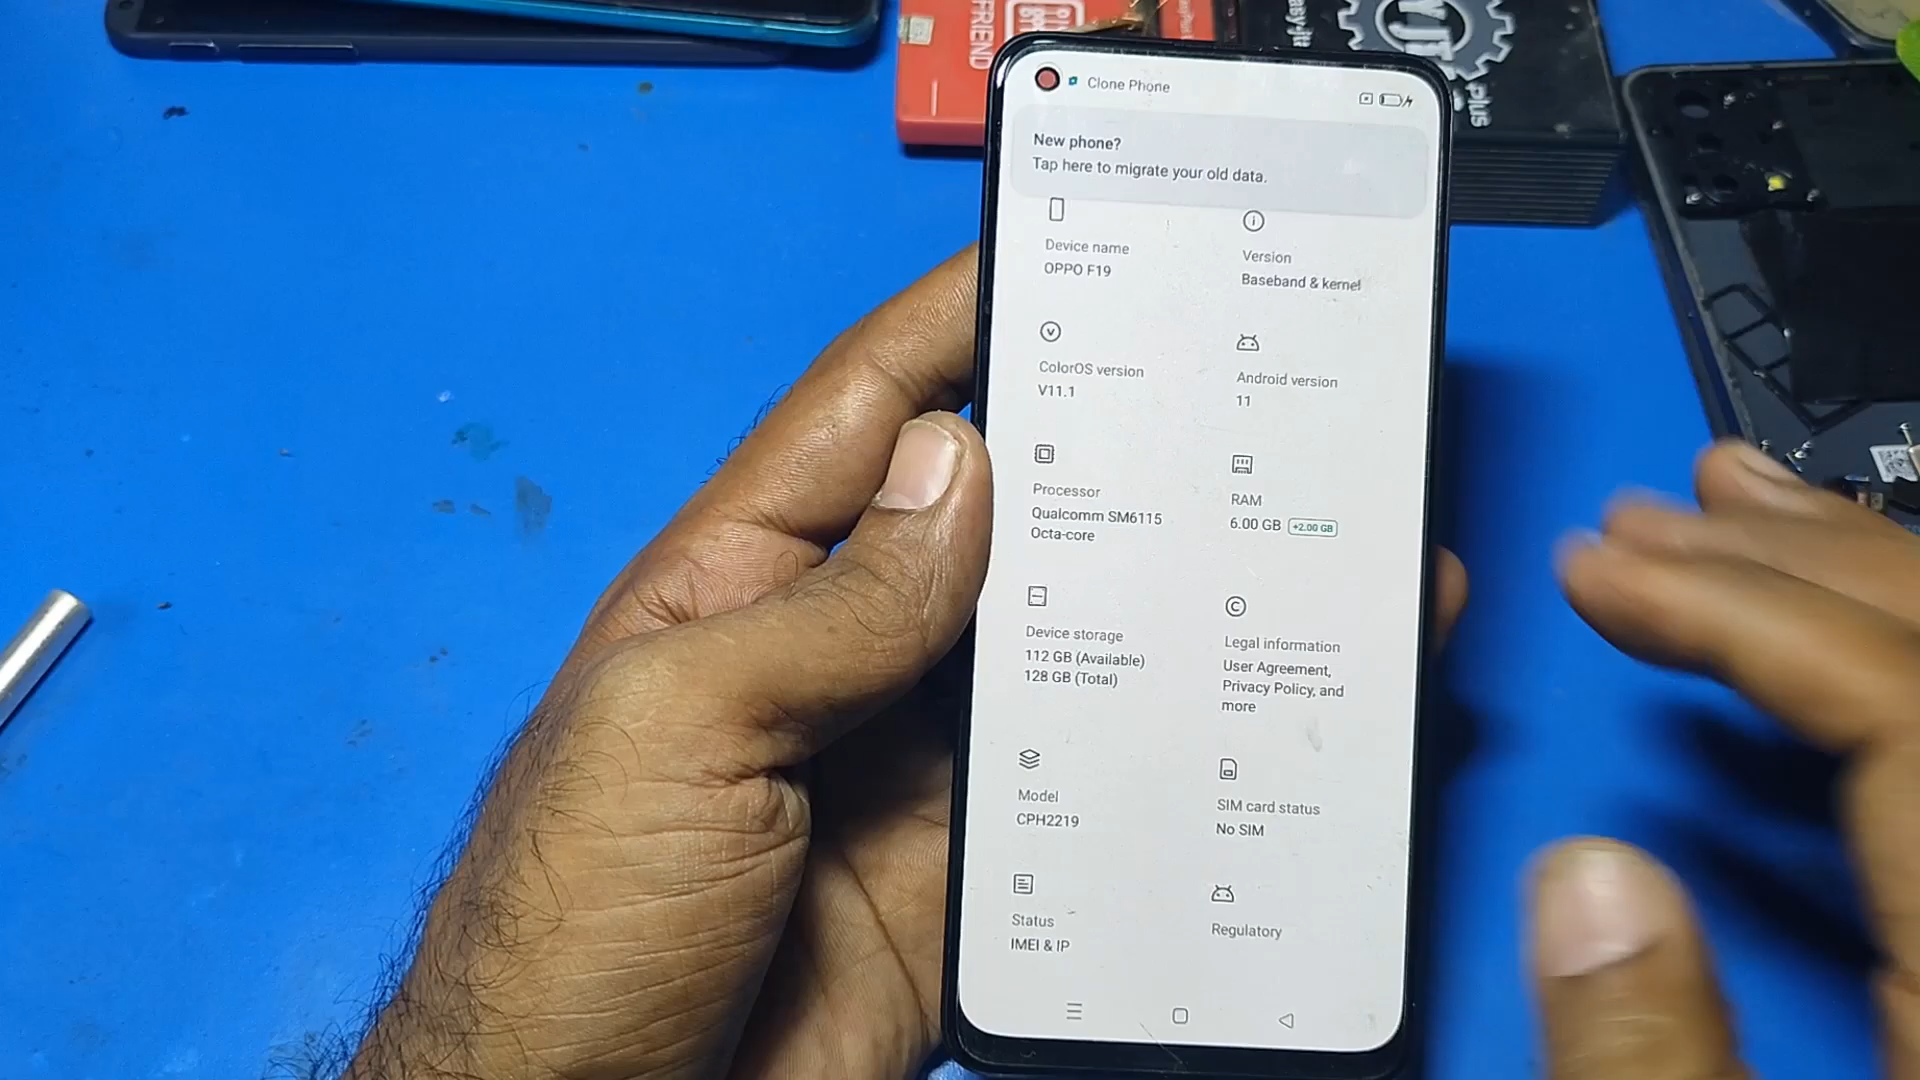 FRIEND
easy-jtag
plus
Clone Phone
New phone?
Tap here to migrate your old data.
Device name
OPPO F19
Version
Baseband & kernel
ColorOS version
V11.1
Android version
11
Processor
Qualcomm SM6115
Octa-core
RAM
6.00 GB +2.00 GB
Device storage
112 GB (Available)
128 GB (Total)
Legal information
User Agreement,
Privacy Policy, and
more
Model
CPH2219
SIM card status
No SIM
Status
IMEI & IP
Regulatory